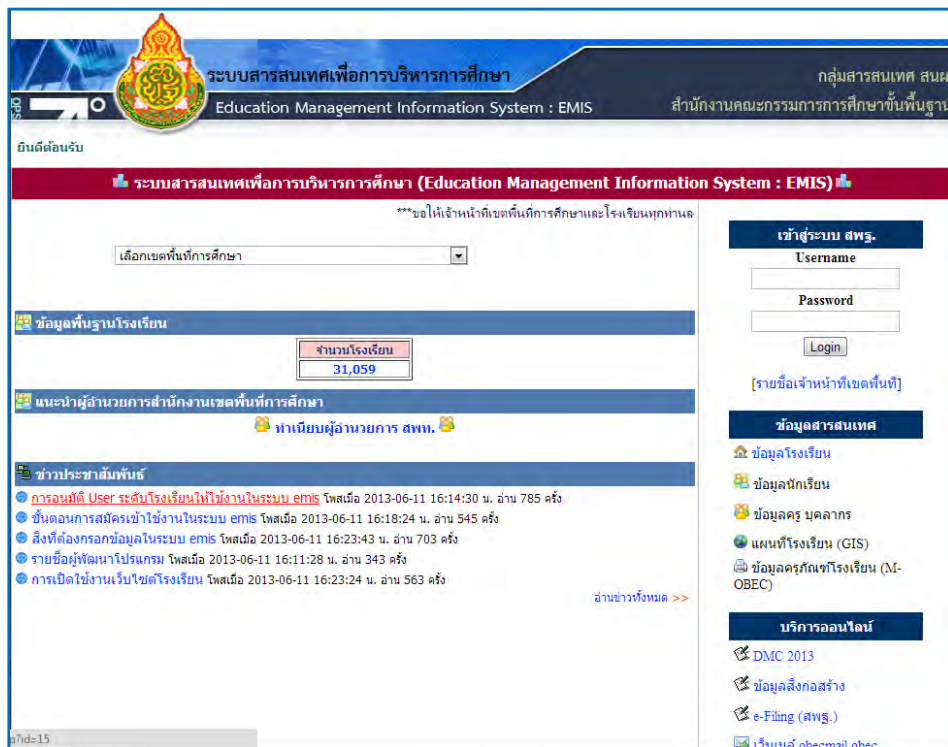 ระบบสารสนเทศเพื่อการบริหารการศึกษา
Education Management Information System : EMIS
กลุ่มสารสนเทศ สนผ
สำนักงานคณะกรรมการการศึกษาขั้นพื้นฐาน
ยินดีต้อนรับ
ระบบสารสนเทศเพื่อการบริหารการศึกษา (Education Management Information System : EMIS)
***ขอให้เจ้าหน้าที่เขตพื้นที่การศึกษาและโรงเรียนทุกท่านล
เลือกเขตพื้นที่การศึกษา
ข้อมูลพื้นฐานโรงเรียน
จำนวนโรงเรียน
31,059
แนะนำผู้อำนวยการสำนักงานเขตพื้นที่การศึกษา
ทำเนียบผู้อำนวยการ สพท.
ข่าวประชาสัมพันธ์
การอนุมัติ User ระดับโรงเรียนให้ใช้งานในระบบ emis โพสเมื่อ 2013-06-11 16:14:30 น. อ่าน 785 ครั้ง
ขั้นตอนการสมัครเข้าใช้งานในระบบ emis โพสเมื่อ 2013-06-11 16:18:24 น. อ่าน 545 ครั้ง
สิ่งที่ต้องกรอกข้อมูลในระบบ emis โพสเมื่อ 2013-06-11 16:23:43 น. อ่าน 703 ครั้ง
รายชื่อผู้พัฒนาโปรแกรม โพสเมื่อ 2013-06-11 16:11:28 น. อ่าน 343 ครั้ง
การเปิดใช้งานเว็บไซต์โรงเรียน โพสเมื่อ 2013-06-11 16:23:24 น. อ่าน 563 ครั้ง
อ่านข่าวทั้งหมด >>
เข้าสู่ระบบ สพฐ.
Username
Password
Login
[รายชื่อเจ้าหน้าที่เขตพื้นที่]
ข้อมูลสารสนเทศ
ข้อมูลโรงเรียน
ข้อมูลนักเรียน
ข้อมูลครู บุคลากร
แผนที่โรงเรียน (GIS)
ข้อมูลครุภัณฑ์โรงเรียน (M-
OBEC)
บริการออนไลน์
DMC 2013
ข้อมูลสิ่งก่อสร้าง
e-Filing (สพฐ.)
เว็บเมล์ obecmail obec
?id=15